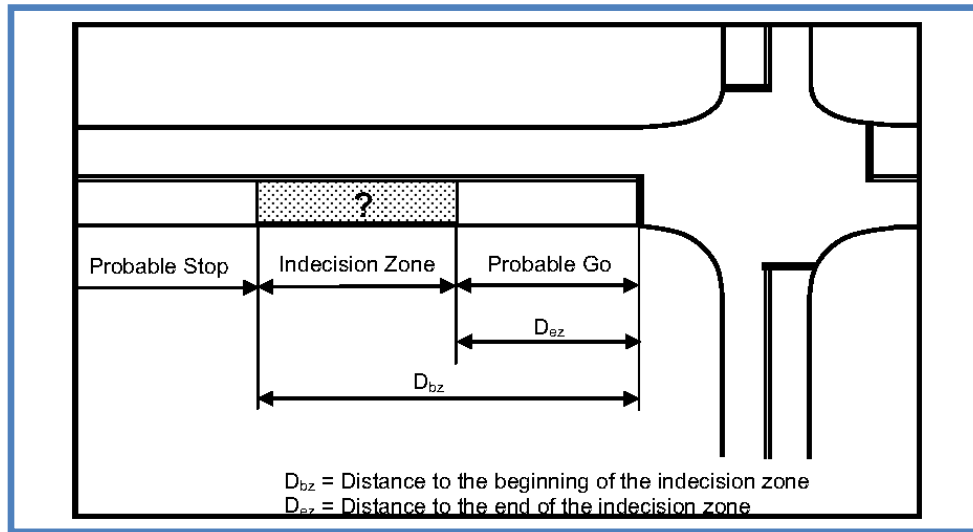 ?
Probable Stop Indecision Zone Probable Go
Dez
Dbz
Dbz = Distance to the beginning of the indecision zone
Dez = Distance to the end of the indecision zone